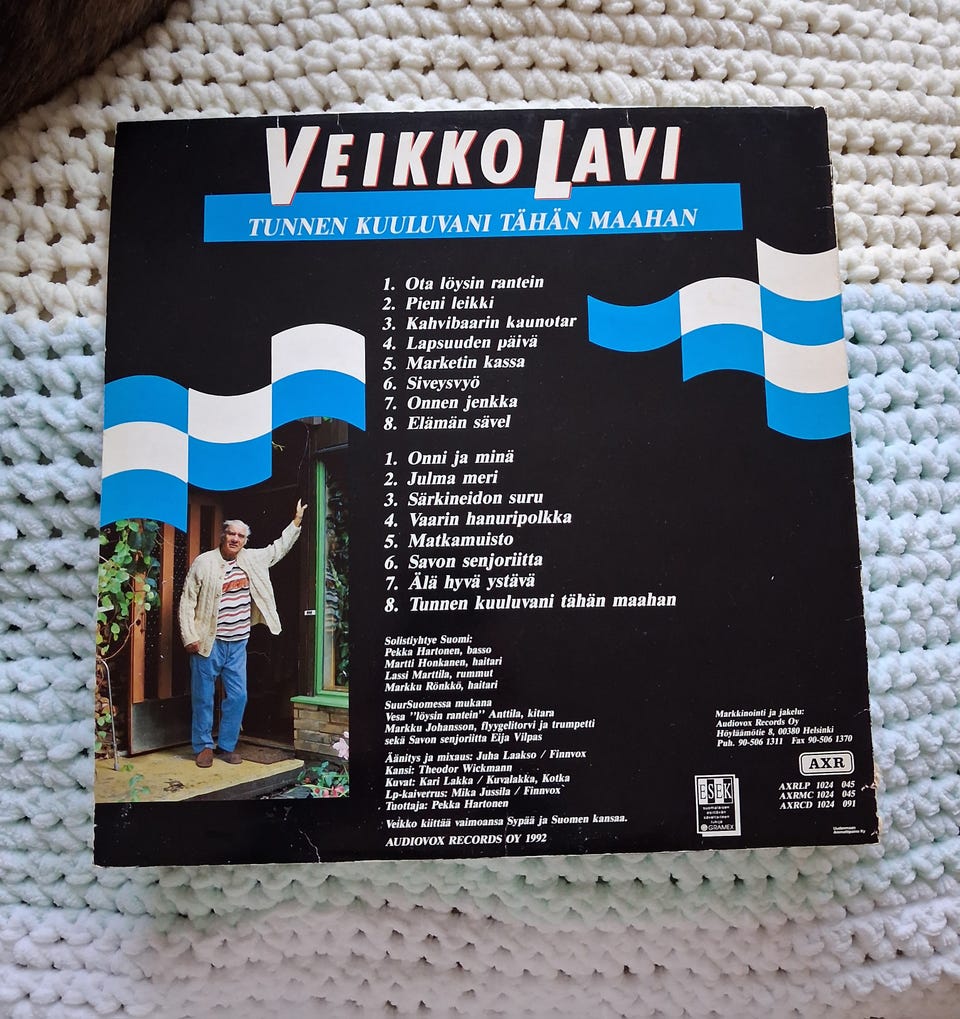 VEIKKO LAVI
TUNNEN KUULUVANI TÄHÄN MAAHAN
1. Ota löysin rantein
2. Pieni leikki
3. Kahvibaarin kaunotar
4. Lapsuuden päivä
5. Marketin kassa
6. Siveysvyö
7. Onnen jenkka
8. Elämän sävel
1. Onni ja minä
2. Julma meri
3. Särkineidon suru
4. Vaarin hanuripolkka
5. Matkamuisto
6. Savon senjoriitta
7. Älä hyvä ystävä
8. Tunnen kuuluvani tähän maahan
Solistiyhtye Suomi:
Pekka Hartonen, basso
Martti Honkanen, haitari
Lassi Marttila, rummut
Markku Rönkkö, haitari
SuurSuomessa mukana
Vesa "löysin rantein" Anttila, kitara
Markku Johansson, flyygelitorvi ja trumpetti
sekä Savon senjoriitta Eija Vilpas
Äänitys ja mixaus: Juha Laakso / Finnvox
Kansi: Theodor Wickmann
Kuvat: Kari Lakka / Kuvalakka, Kotka
Lp-kaiverrus: Mika Jussila / Finnvox
Tuottaja: Pekka Hartonen
Veikko kiittää vaimoansa Sypää ja Suomen kansaa.
AUDIOVOX RECORDS OY 1992
Markkinointi ja jakelu:
Audiovox Records Oy
Höyläämötie 8, 00380 Helsinki
Puh. 90-506 1311 Fax 90-506 1370
AXR
AXRLP 1024 045
AXRMC 1024 045
AXRCD 1024 091
ESEK
GRAMEX